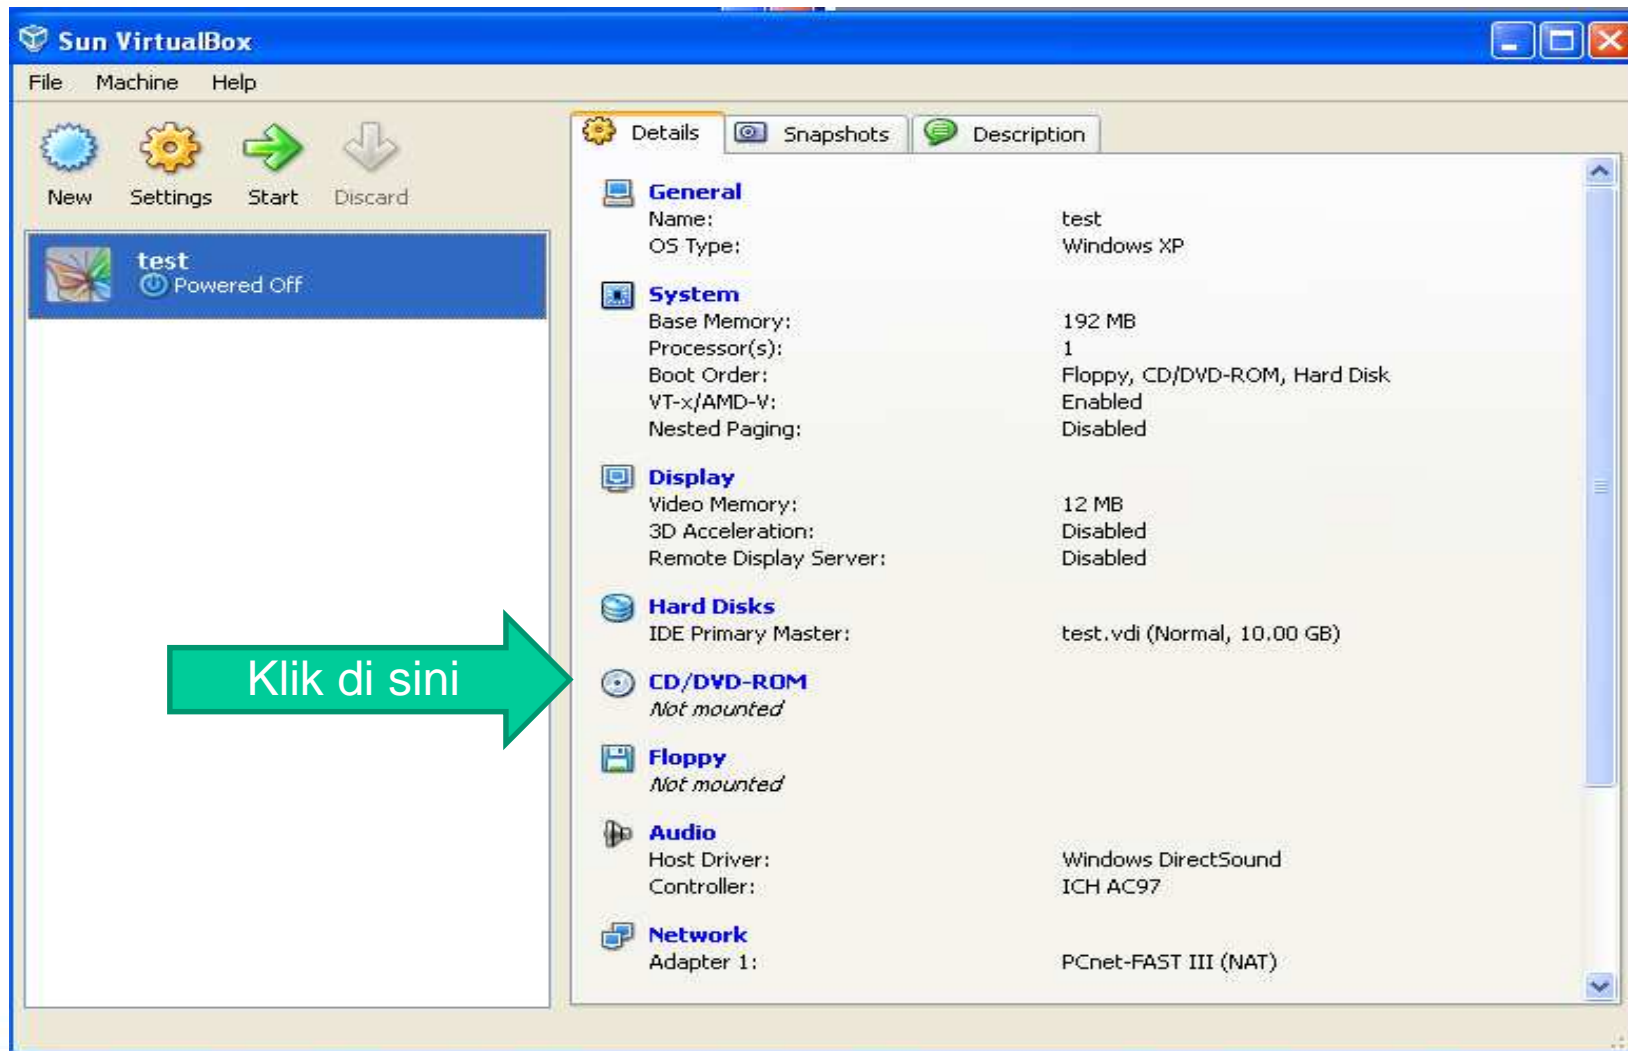 Sun VirtualBox
File Machine Help
New Settings Start Discard
test
Powered Off
Details Snapshots Description
General
Name: test
OS Type: Windows XP
System
Base Memory: 192 MB
Processor(s): 1
Boot Order: Floppy, CD/DVD-ROM, Hard Disk
VT-x/AMD-V: Enabled
Nested Paging: Disabled
Display
Video Memory: 12 MB
3D Acceleration: Disabled
Remote Display Server: Disabled
Hard Disks
IDE Primary Master: test.vdi (Normal, 10.00 GB)
Klik di sini
CD/DVD-ROM
Not mounted
Floppy
Not mounted
Audio
Host Driver: Windows DirectSound
Controller: ICH AC97
Network
Adapter 1: PCnet-FAST III (NAT)